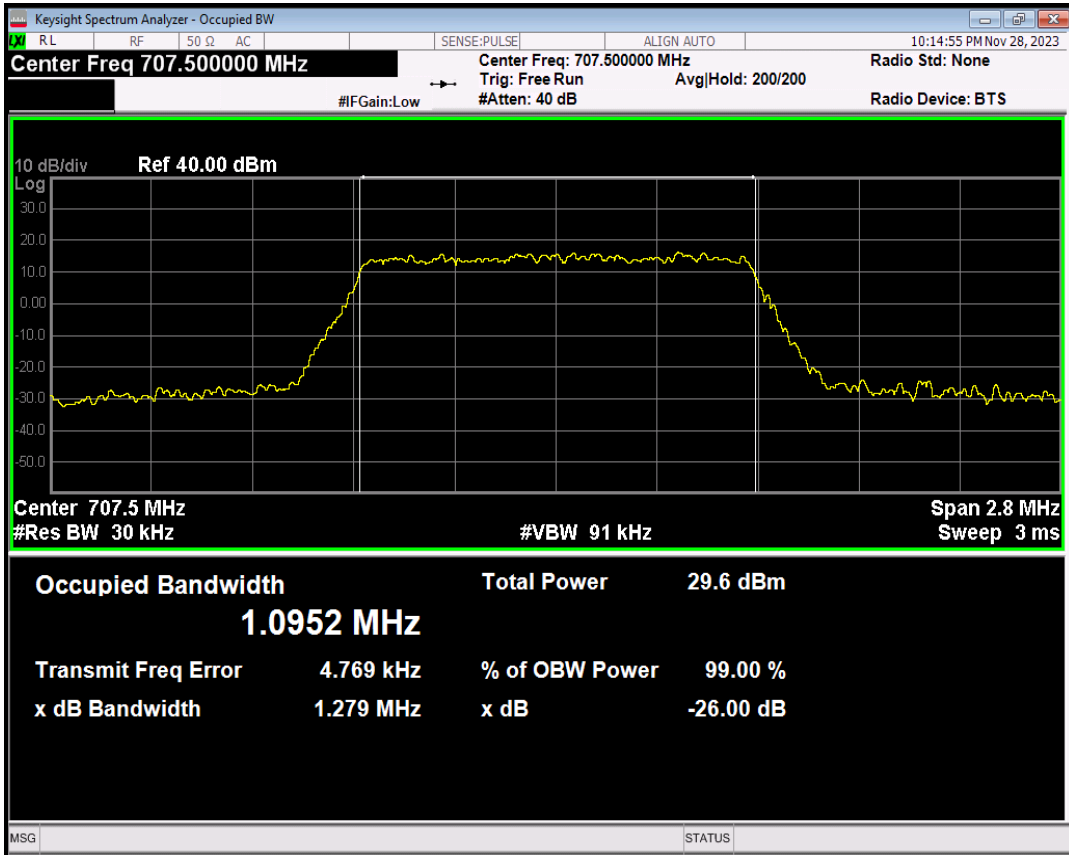 Keysight Spectrum Analyzer - Occupied BW
LXI RL RF 50 Ω AC SENSE:PULSE ALIGN AUTO 10:14:55 PM Nov 28, 2023
Center Freq 707.500000 MHz Center Freq: 707.500000 MHz Radio Std: None
Trig: Free Run Avg|Hold: 200/200
#IFGain:Low #Atten: 40 dB Radio Device: BTS
10 dB/div Ref 40.00 dBm
Log
30.0
20.0
10.0
0.00
-10.0
-20.0
-30.0
-40.0
-50.0
Center 707.5 MHz Span 2.8 MHz
#Res BW 30 kHz #VBW 91 kHz Sweep 3 ms
Occupied Bandwidth Total Power 29.6 dBm
1.0952 MHz
Transmit Freq Error 4.769 kHz % of OBW Power 99.00 %
x dB Bandwidth 1.279 MHz x dB -26.00 dB
MSG STATUS